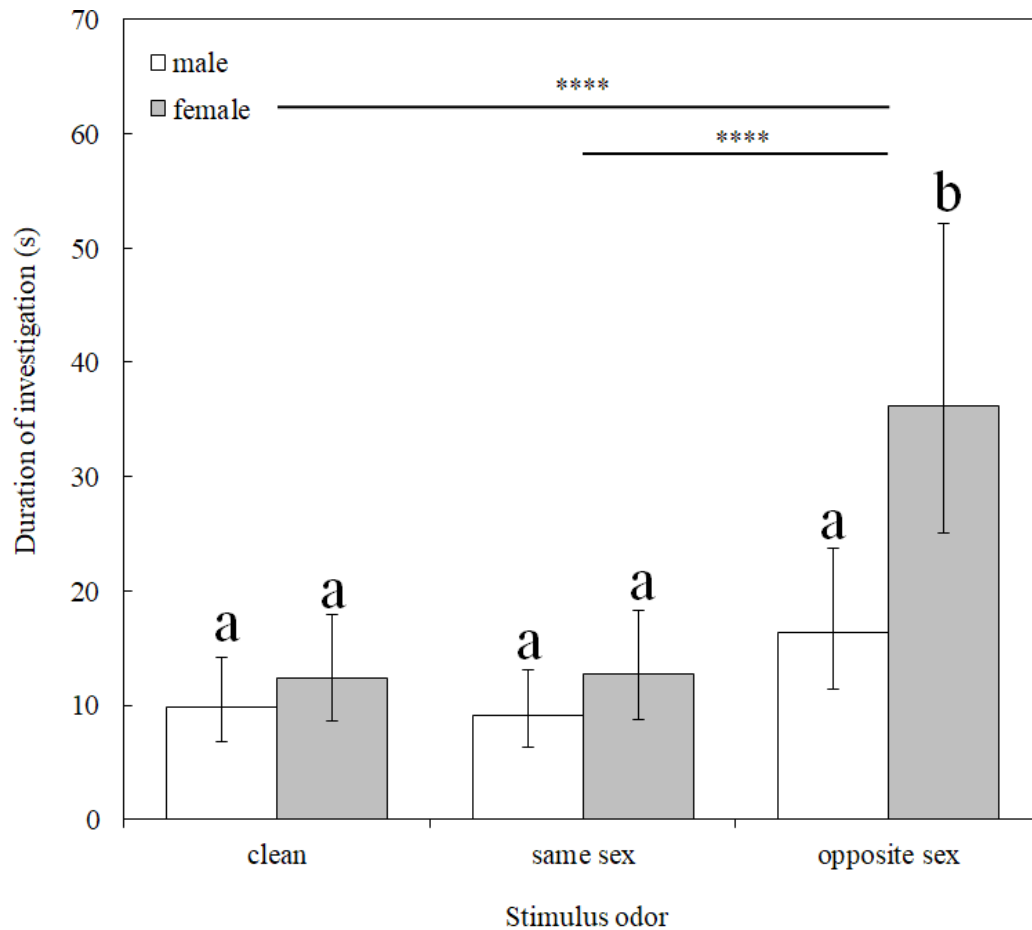 70
60
50
40
30
20
10
0
Duration of investigation (s)
male
female
****
****
a
a
a
a
a
b
clean
same sex
opposite sex
Stimulus odor